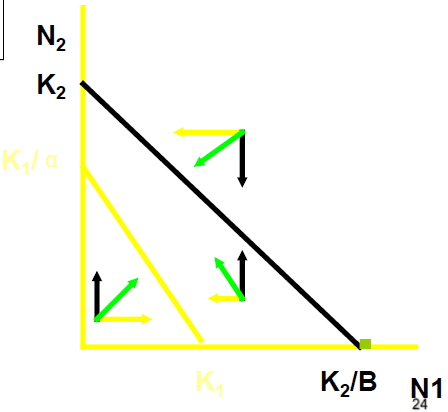 N₂
K₂
K₁/ α
K₁
K₂/B
N1
24